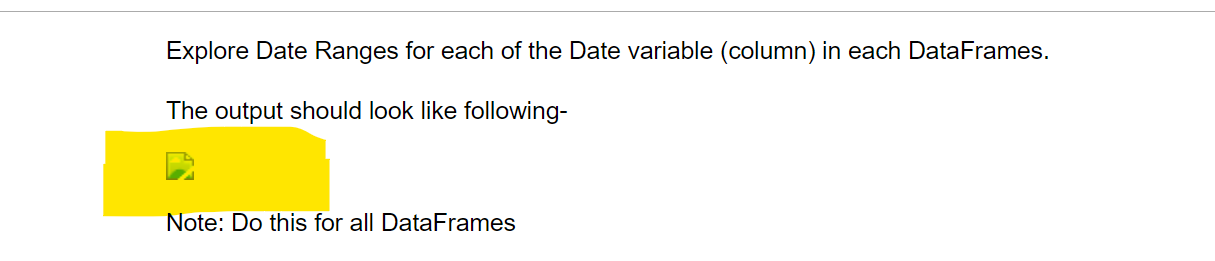 Explore Date Ranges for each of the Date variable (column) in each DataFrames.
The output should look like following-
Note: Do this for all DataFrames